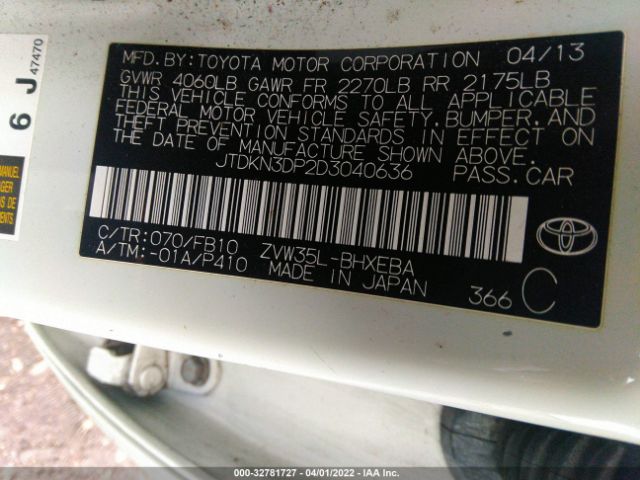 MFD.BY:TOYOTA MOTOR CORPORATION 04/13
GVWR 4060LB GAWR FR 2270LB RR 2175LB
THIS VEHICLE CONFORMS TO ALL APPLICABLE
FEDERAL MOTOR VEHICLE SAFETY,BUMPER,AND
THEFT PREVENTION STANDARDS IN EFFECT ON
THE DATE OF MANUFACTURE SHOWN ABOVE.
JTDKN3DP2D3040636 PASS.CAR
C/TR:070/FB10 ZVW35L-BHXEBA
A/TM:-01A/P410 MADE IN JAPAN
366 C
TOYOTA
6 J 47470
MANUEL
000-32781727 - 04/01/2022 - IAA Inc.